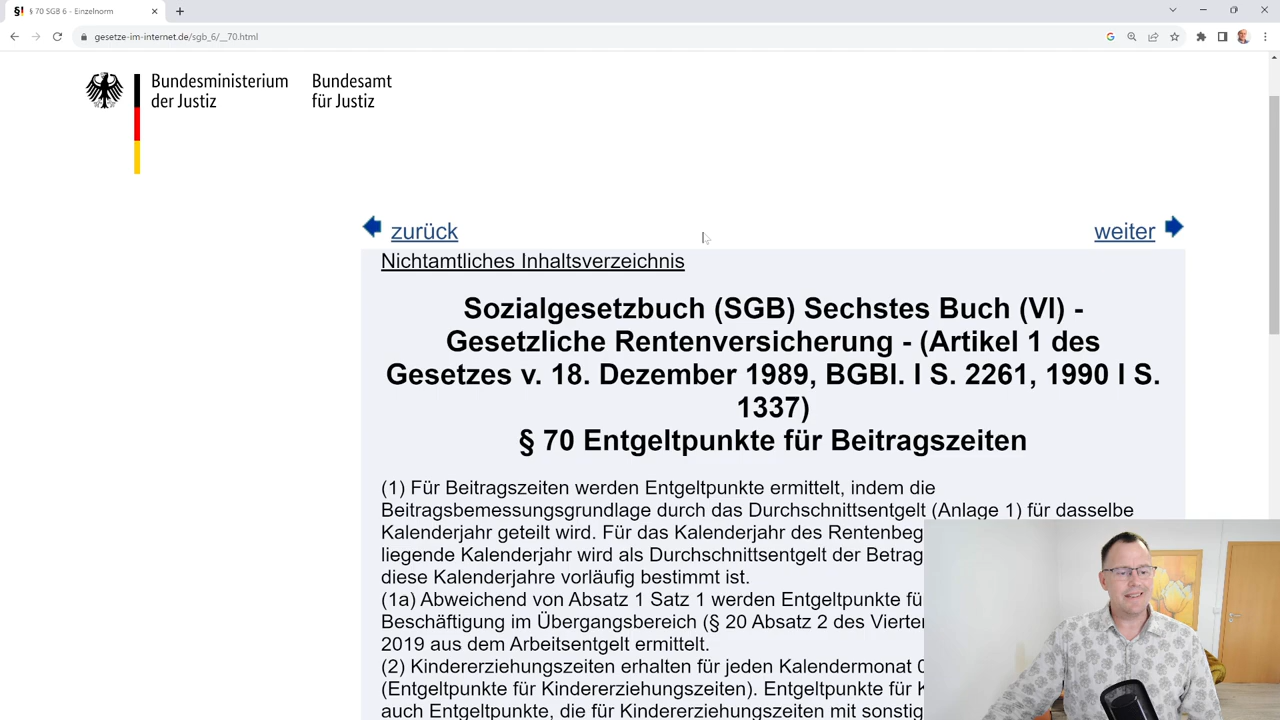 § 70 SGB 6 - Einzelnorm
gesetze-im-internet.de/sgb_6/__70.html
Bundesministerium der Justiz
Bundesamt für Justiz
zurück
weiter
Nichtamtliches Inhaltsverzeichnis
Sozialgesetzbuch (SGB) Sechstes Buch (VI) -
Gesetzliche Rentenversicherung - (Artikel 1 des
Gesetzes v. 18. Dezember 1989, BGBl. I S. 2261, 1990 I S.
1337)
§ 70 Entgeltpunkte für Beitragszeiten
(1) Für Beitragszeiten werden Entgeltpunkte ermittelt, indem die
Beitragsbemessungsgrundlage durch das Durchschnittsentgelt (Anlage 1) für dasselbe
Kalenderjahr geteilt wird. Für das Kalenderjahr des Rentenbeg
liegende Kalenderjahr wird als Durchschnittsentgelt der Betrag
diese Kalenderjahre vorläufig bestimmt ist.
(1a) Abweichend von Absatz 1 Satz 1 werden Entgeltpunkte fü
Beschäftigung im Übergangsbereich (§ 20 Absatz 2 des Vierten
2019 aus dem Arbeitsentgelt ermittelt.
(2) Kindererziehungszeiten erhalten für jeden Kalendermonat 0
(Entgeltpunkte für Kindererziehungszeiten). Entgeltpunkte für K
auch Entgeltpunkte, die für Kindererziehungszeiten mit sonstig